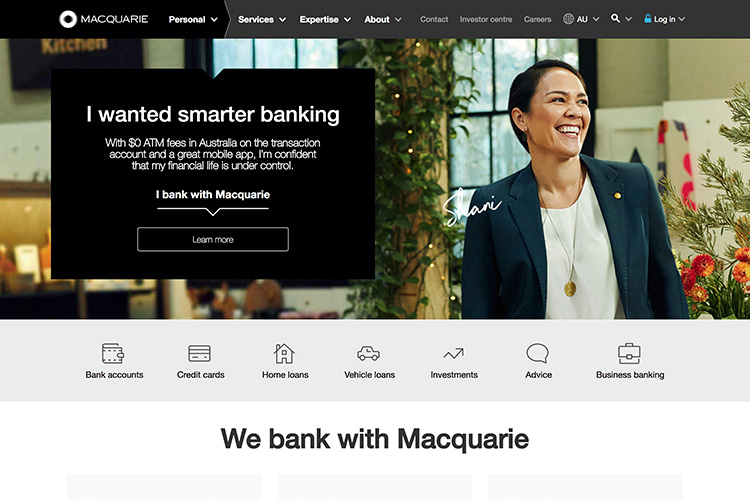 MACQUARIE
Personal
Services
Expertise
About
Contact
Investor centre
Careers
AU
Log in
Kitchen
I wanted smarter banking
With $0 ATM fees in Australia on the transaction
account and a great mobile app, I'm confident
that my financial life is under control.
I bank with Macquarie
Learn more
Shani
Bank accounts
Credit cards
Home loans
Vehicle loans
Investments
Advice
Business banking
We bank with Macquarie